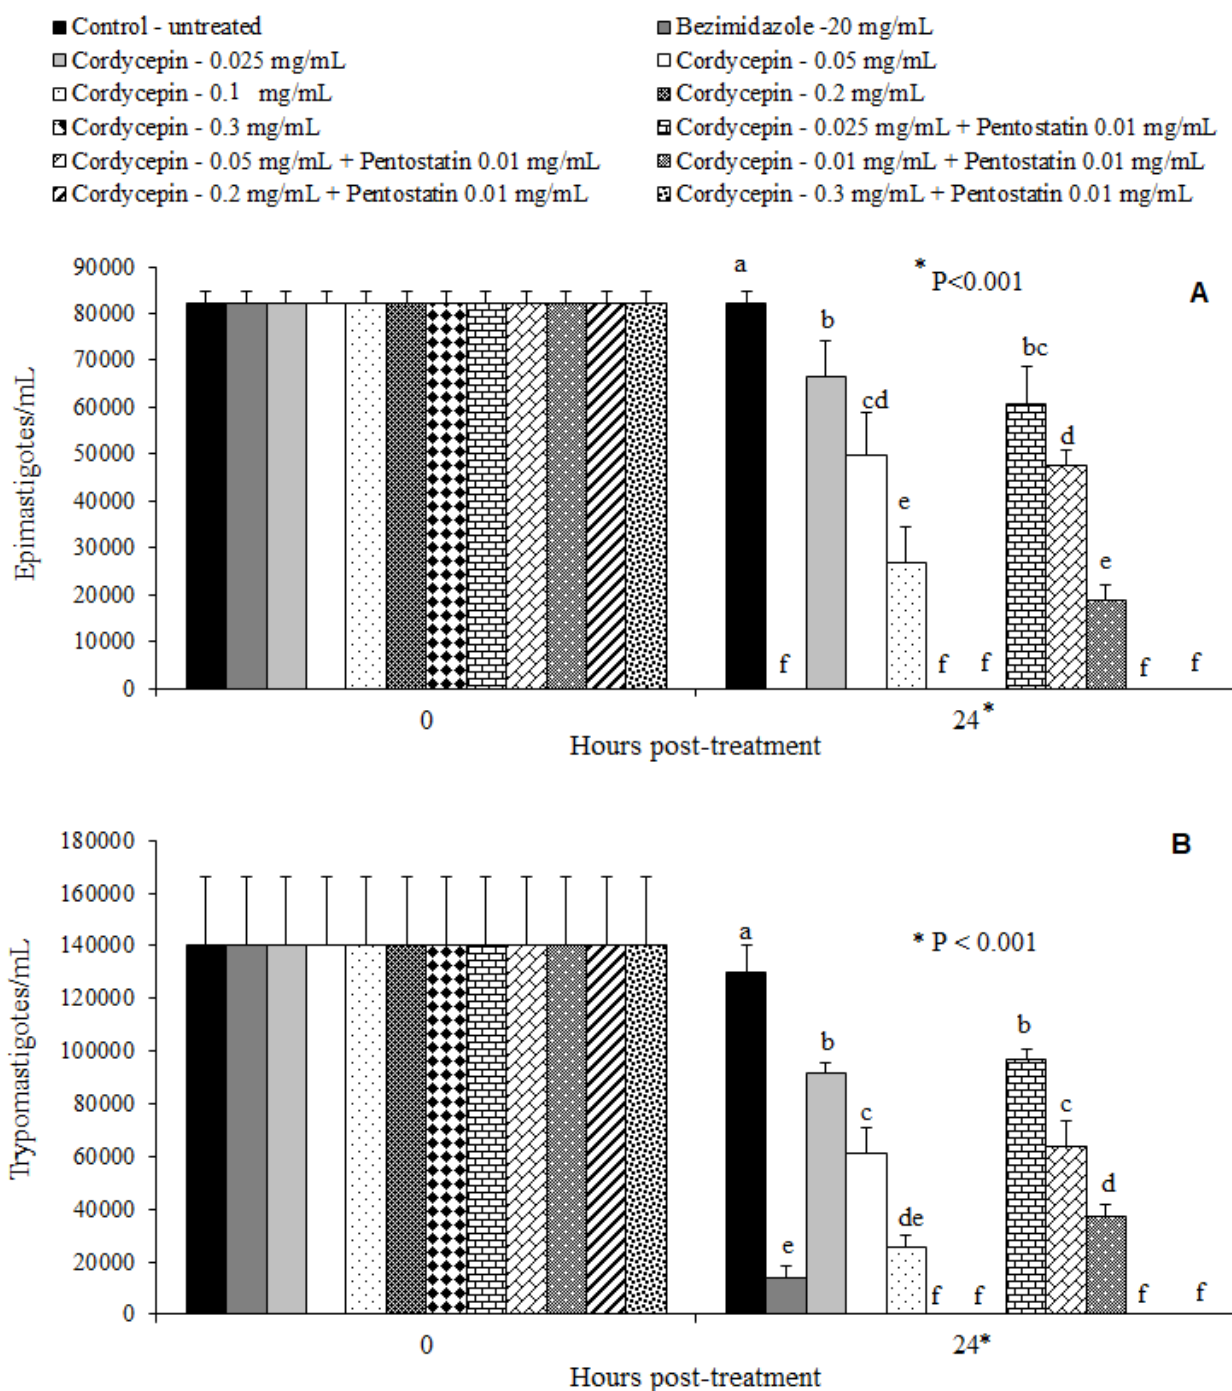 Control - untreated
Bezimidazole -20 mg/mL
Cordycepin - 0.025 mg/mL
Cordycepin - 0.05 mg/mL
Cordycepin - 0.1 mg/mL
Cordycepin - 0.2 mg/mL
Cordycepin - 0.3 mg/mL
Cordycepin - 0.025 mg/mL + Pentostatin 0.01 mg/mL
Cordycepin - 0.05 mg/mL + Pentostatin 0.01 mg/mL
Cordycepin - 0.01 mg/mL + Pentostatin 0.01 mg/mL
Cordycepin - 0.2 mg/mL + Pentostatin 0.01 mg/mL
Cordycepin - 0.3 mg/mL + Pentostatin 0.01 mg/mL
A
* P<0.001
Epimastigotes/mL
90000
80000
70000
60000
50000
40000
30000
20000
10000
0
a
f
b
cd
e
f
f
bc
d
e
f
f
0
24*
Hours post-treatment
B
* P < 0.001
Trypomastigotes/mL
180000
160000
140000
120000
100000
80000
60000
40000
20000
0
a
e
b
c
de
f
f
b
c
d
f
f
0
24*
Hours post-treatment